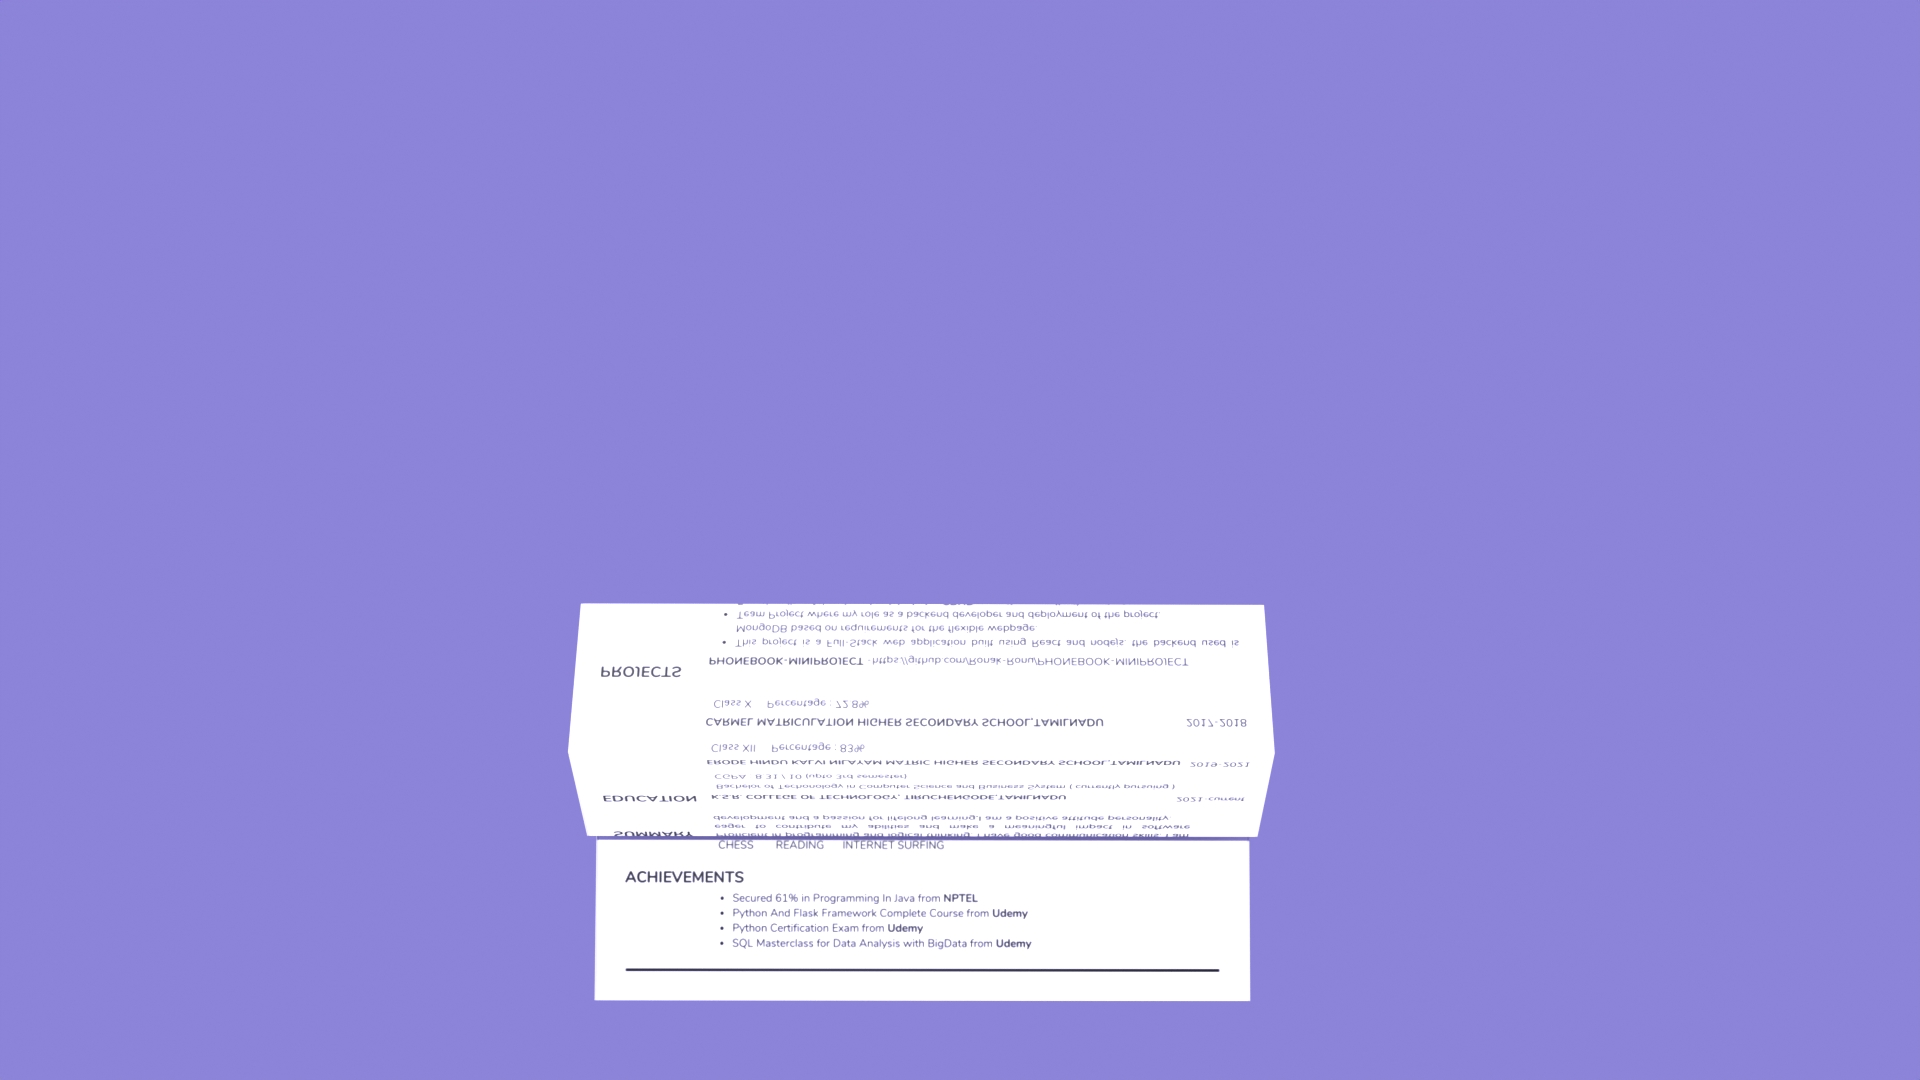 SUMMARY
Proficient in programming and logical thinking. I have good communication skills. I am
eager to contribute my abilities and make a meaningful impact in software
development and a passion for lifelong learning.I am a positive attitude personality
EDUCATION
K.S.R. COLLEGE OF TECHNOLOGY, TIRUCHENGODE,TAMILNADU 2021-current
Bachelor of Techonology in Computer Science and Business System ( currently pursuing )
CGPA : 8.31 / 10 (upto 3rd semester)
ERODE HINDU KALVI NILAYAM MATRIC HIGHER SECONDARY SCHOOL,TAMILNADU 2019-2021
Class XII Percentage : 83%
CARMEL MATRICULATION HIGHER SECONDARY SCHOOL,TAMILNADU 2017-2018
Class X Percentage : 72.8%
PROJECTS
PHONEBOOK-MINIPROJECT -https://github.com/Ronak-Ronu/PHONEBOOK-MINIPROJECT
• This project is a Full-Stack web application built using React and nodejs. the backend used is
MongoDB based on requirements for the flexible webpage.
• Team Project where my role as a backend developer and deployment of the project.
CHESS READING INTERNET SURFING
ACHIEVEMENTS
• Secured 61% in Programming In Java from NPTEL
• Python And Flask Framework Complete Course from Udemy
• Python Certification Exam from Udemy
• SQL Masterclass for Data Analysis with BigData from Udemy